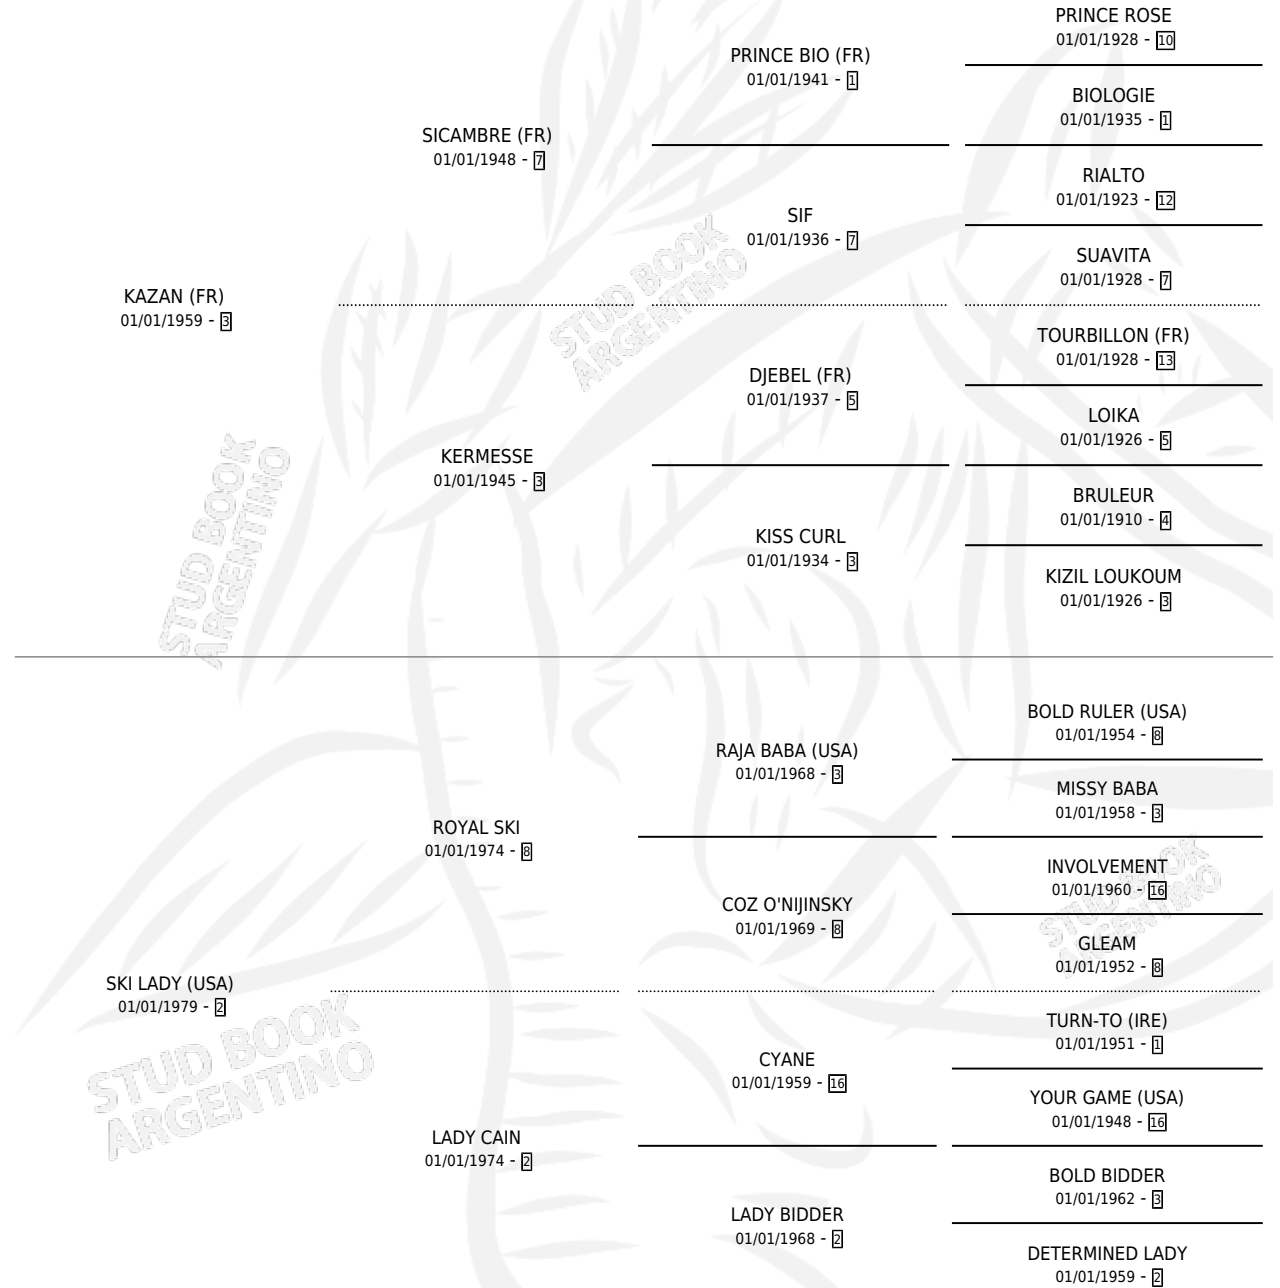 PRINCE ROSE
01/01/1928 - 10
PRINCE BIO (FR)
01/01/1941 - 1
BIOLOGIE
01/01/1935 - 1
SICAMBRE (FR)
01/01/1948 - 7
RIALTO
01/01/1923 - 12
SIF
01/01/1936 - 7
SUAVITA
01/01/1928 - 7
KAZAN (FR)
01/01/1959 - 3
TOURBILLON (FR)
01/01/1928 - 13
DJEBEL (FR)
01/01/1937 - 5
LOIKA
01/01/1926 - 5
KERMESSE
01/01/1945 - 3
BRULEUR
01/01/1910 - 4
KISS CURL
01/01/1934 - 3
KIZIL LOUKOUM
01/01/1926 - 3
BOLD RULER (USA)
01/01/1954 - 8
RAJA BABA (USA)
01/01/1968 - 3
MISSY BABA
01/01/1958 - 3
ROYAL SKI
01/01/1974 - 8
INVOLVEMENT
01/01/1960 - 16
COZ O'NIJINSKY
01/01/1969 - 8
GLEAM
01/01/1952 - 8
SKI LADY (USA)
01/01/1979 - 2
TURN-TO (IRE)
01/01/1951 - 1
CYANE
01/01/1959 - 16
YOUR GAME (USA)
01/01/1948 - 16
LADY CAIN
01/01/1974 - 2
BOLD BIDDER
01/01/1962 - 3
LADY BIDDER
01/01/1968 - 2
DETERMINED LADY
01/01/1959 - 2
STUD BOOK
ARGENTINO
STUD BOOK
ARGENTINO
STUD BOOK
ARGENTINO
STUD BOOK
ARGENTINO